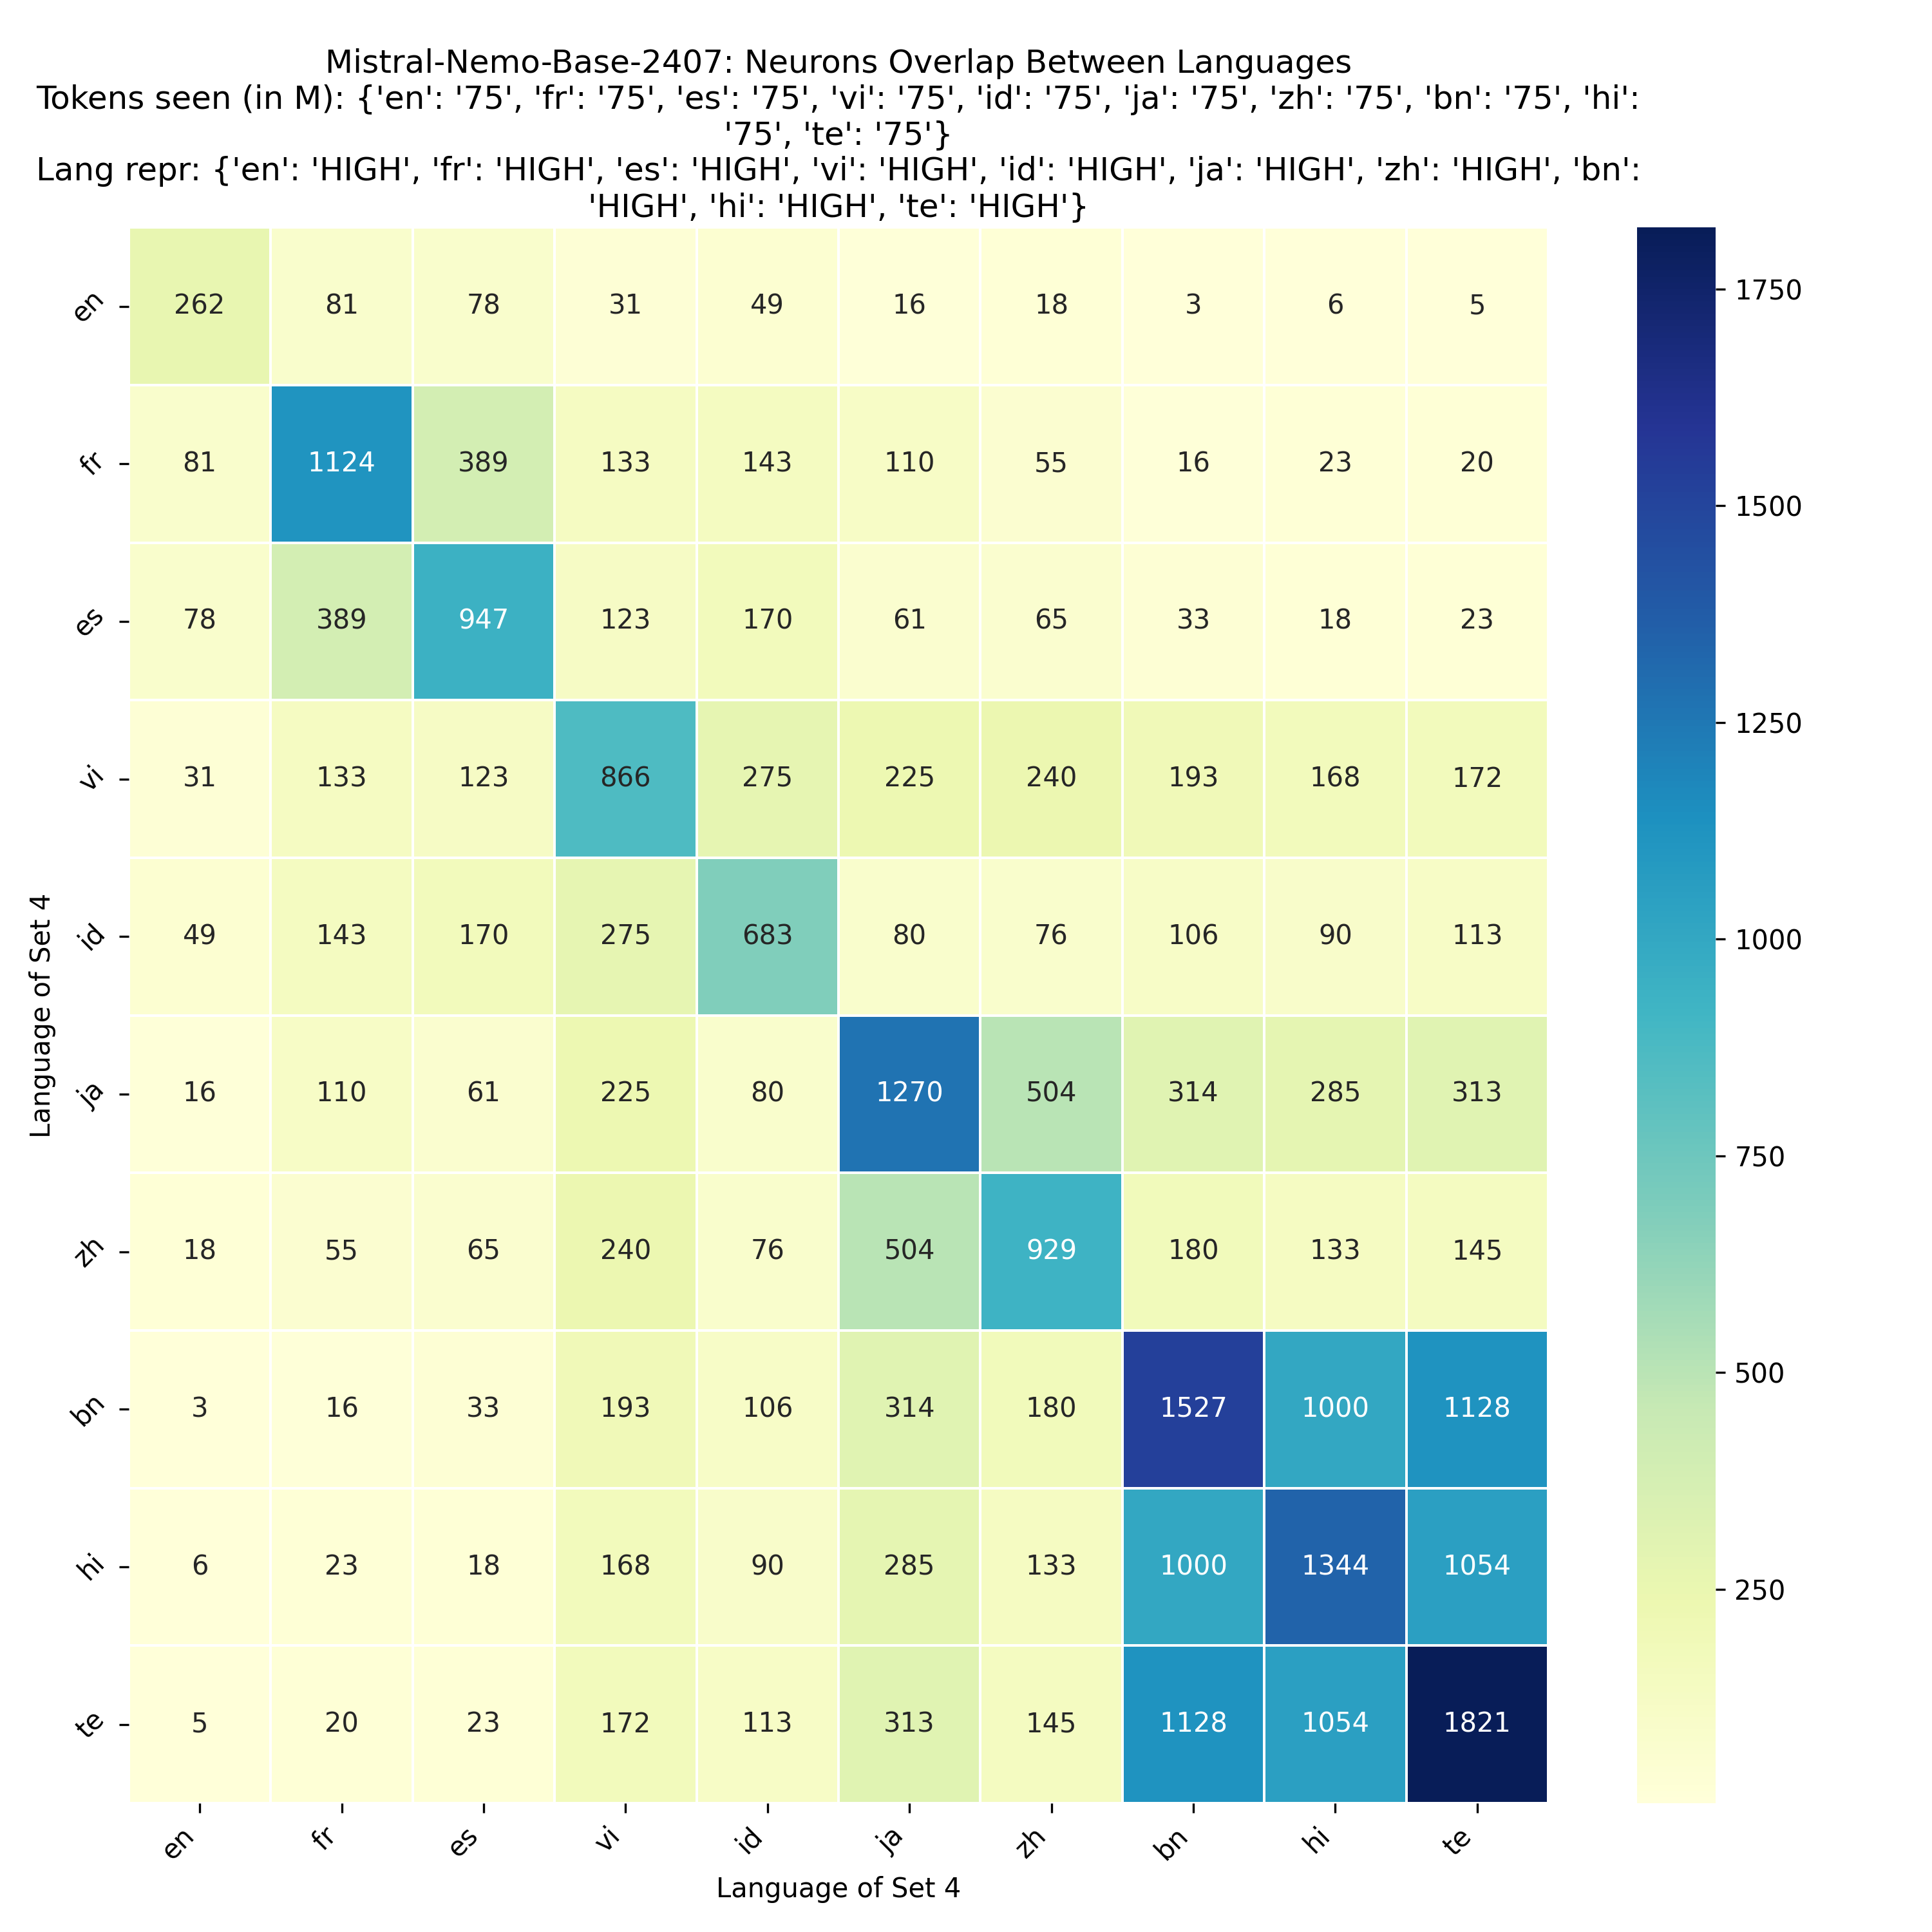 Mistral-Nemo-Base-2407: Neurons Overlap Between Languages
Tokens seen (in M): {'en': '75', 'fr': '75', 'es': '75', 'vi': '75', 'id': '75', 'ja': '75', 'zh': '75', 'bn': '75', 'hi':
'75', 'te': '75'}
Lang repr: {'en': 'HIGH', 'fr': 'HIGH', 'es': 'HIGH', 'vi': 'HIGH', 'id': 'HIGH', 'ja': 'HIGH', 'zh': 'HIGH', 'bn':
'HIGH', 'hi': 'HIGH', 'te': 'HIGH'}
en 262 81 78 31 49 16 18 3 6 5
fr 81 1124 389 133 143 110 55 16 23 20
es 78 389 947 123 170 61 65 33 18 23
vi 31 133 123 866 275 225 240 193 168 172
id 49 143 170 275 683 80 76 106 90 113
ja 16 110 61 225 80 1270 504 314 285 313
zh 18 55 65 240 76 504 929 180 133 145
bn 3 16 33 193 106 314 180 1527 1000 1128
hi 6 23 18 168 90 285 133 1000 1344 1054
te 5 20 23 172 113 313 145 1128 1054 1821
en fr es vi id ja zh bn hi te
Language of Set 4
Language of Set 4
1750
1500
1250
1000
750
500
250